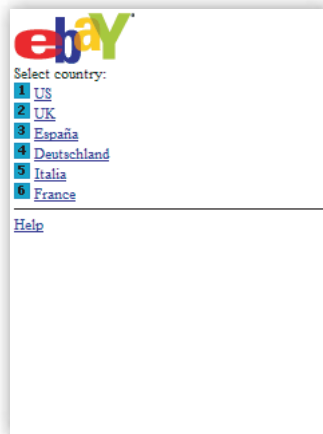 ebaY
Select country:
1 US
2 UK
3 España
4 Deutschland
5 Italia
6 France
Help